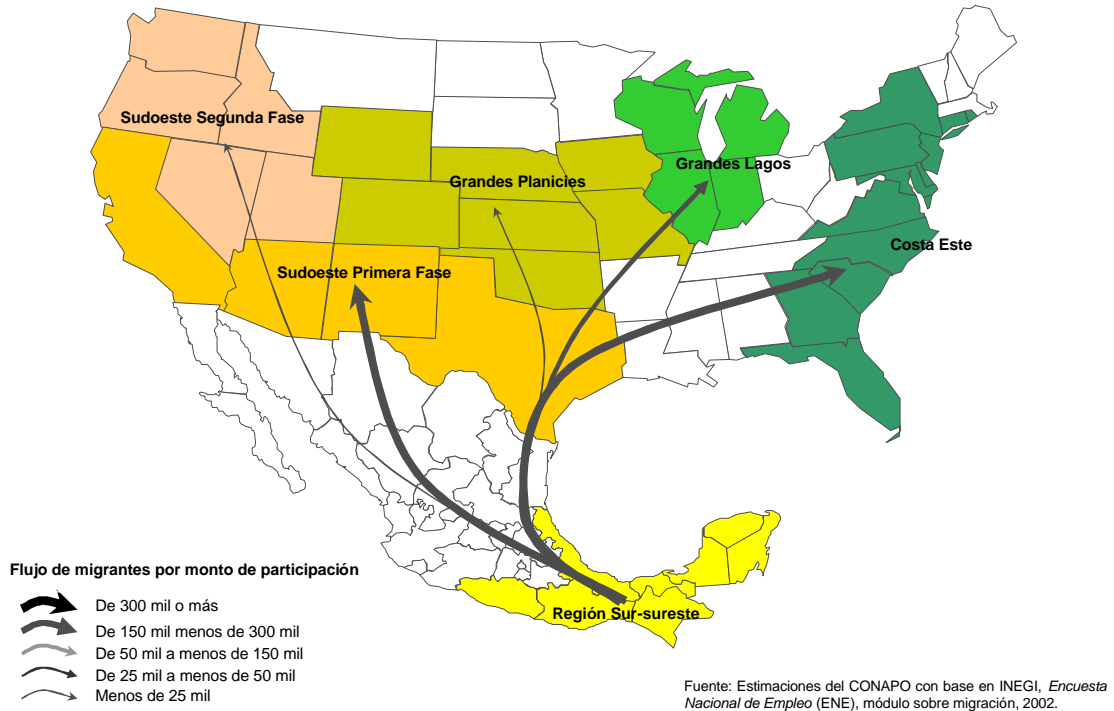 Sudoeste Segunda Fase
Grandes Lagos
Grandes Planicies
Costa Este
Sudoeste Primera Fase
Región Sur-sureste
Flujo de migrantes por monto de participación
De 300 mil o más
De 150 mil menos de 300 mil
De 50 mil a menos de 150 mil
De 25 mil a menos de 50 mil
Menos de 25 mil
Fuente: Estimaciones del CONAPO con base en INEGI, Encuesta
Nacional de Empleo (ENE), módulo sobre migración, 2002.